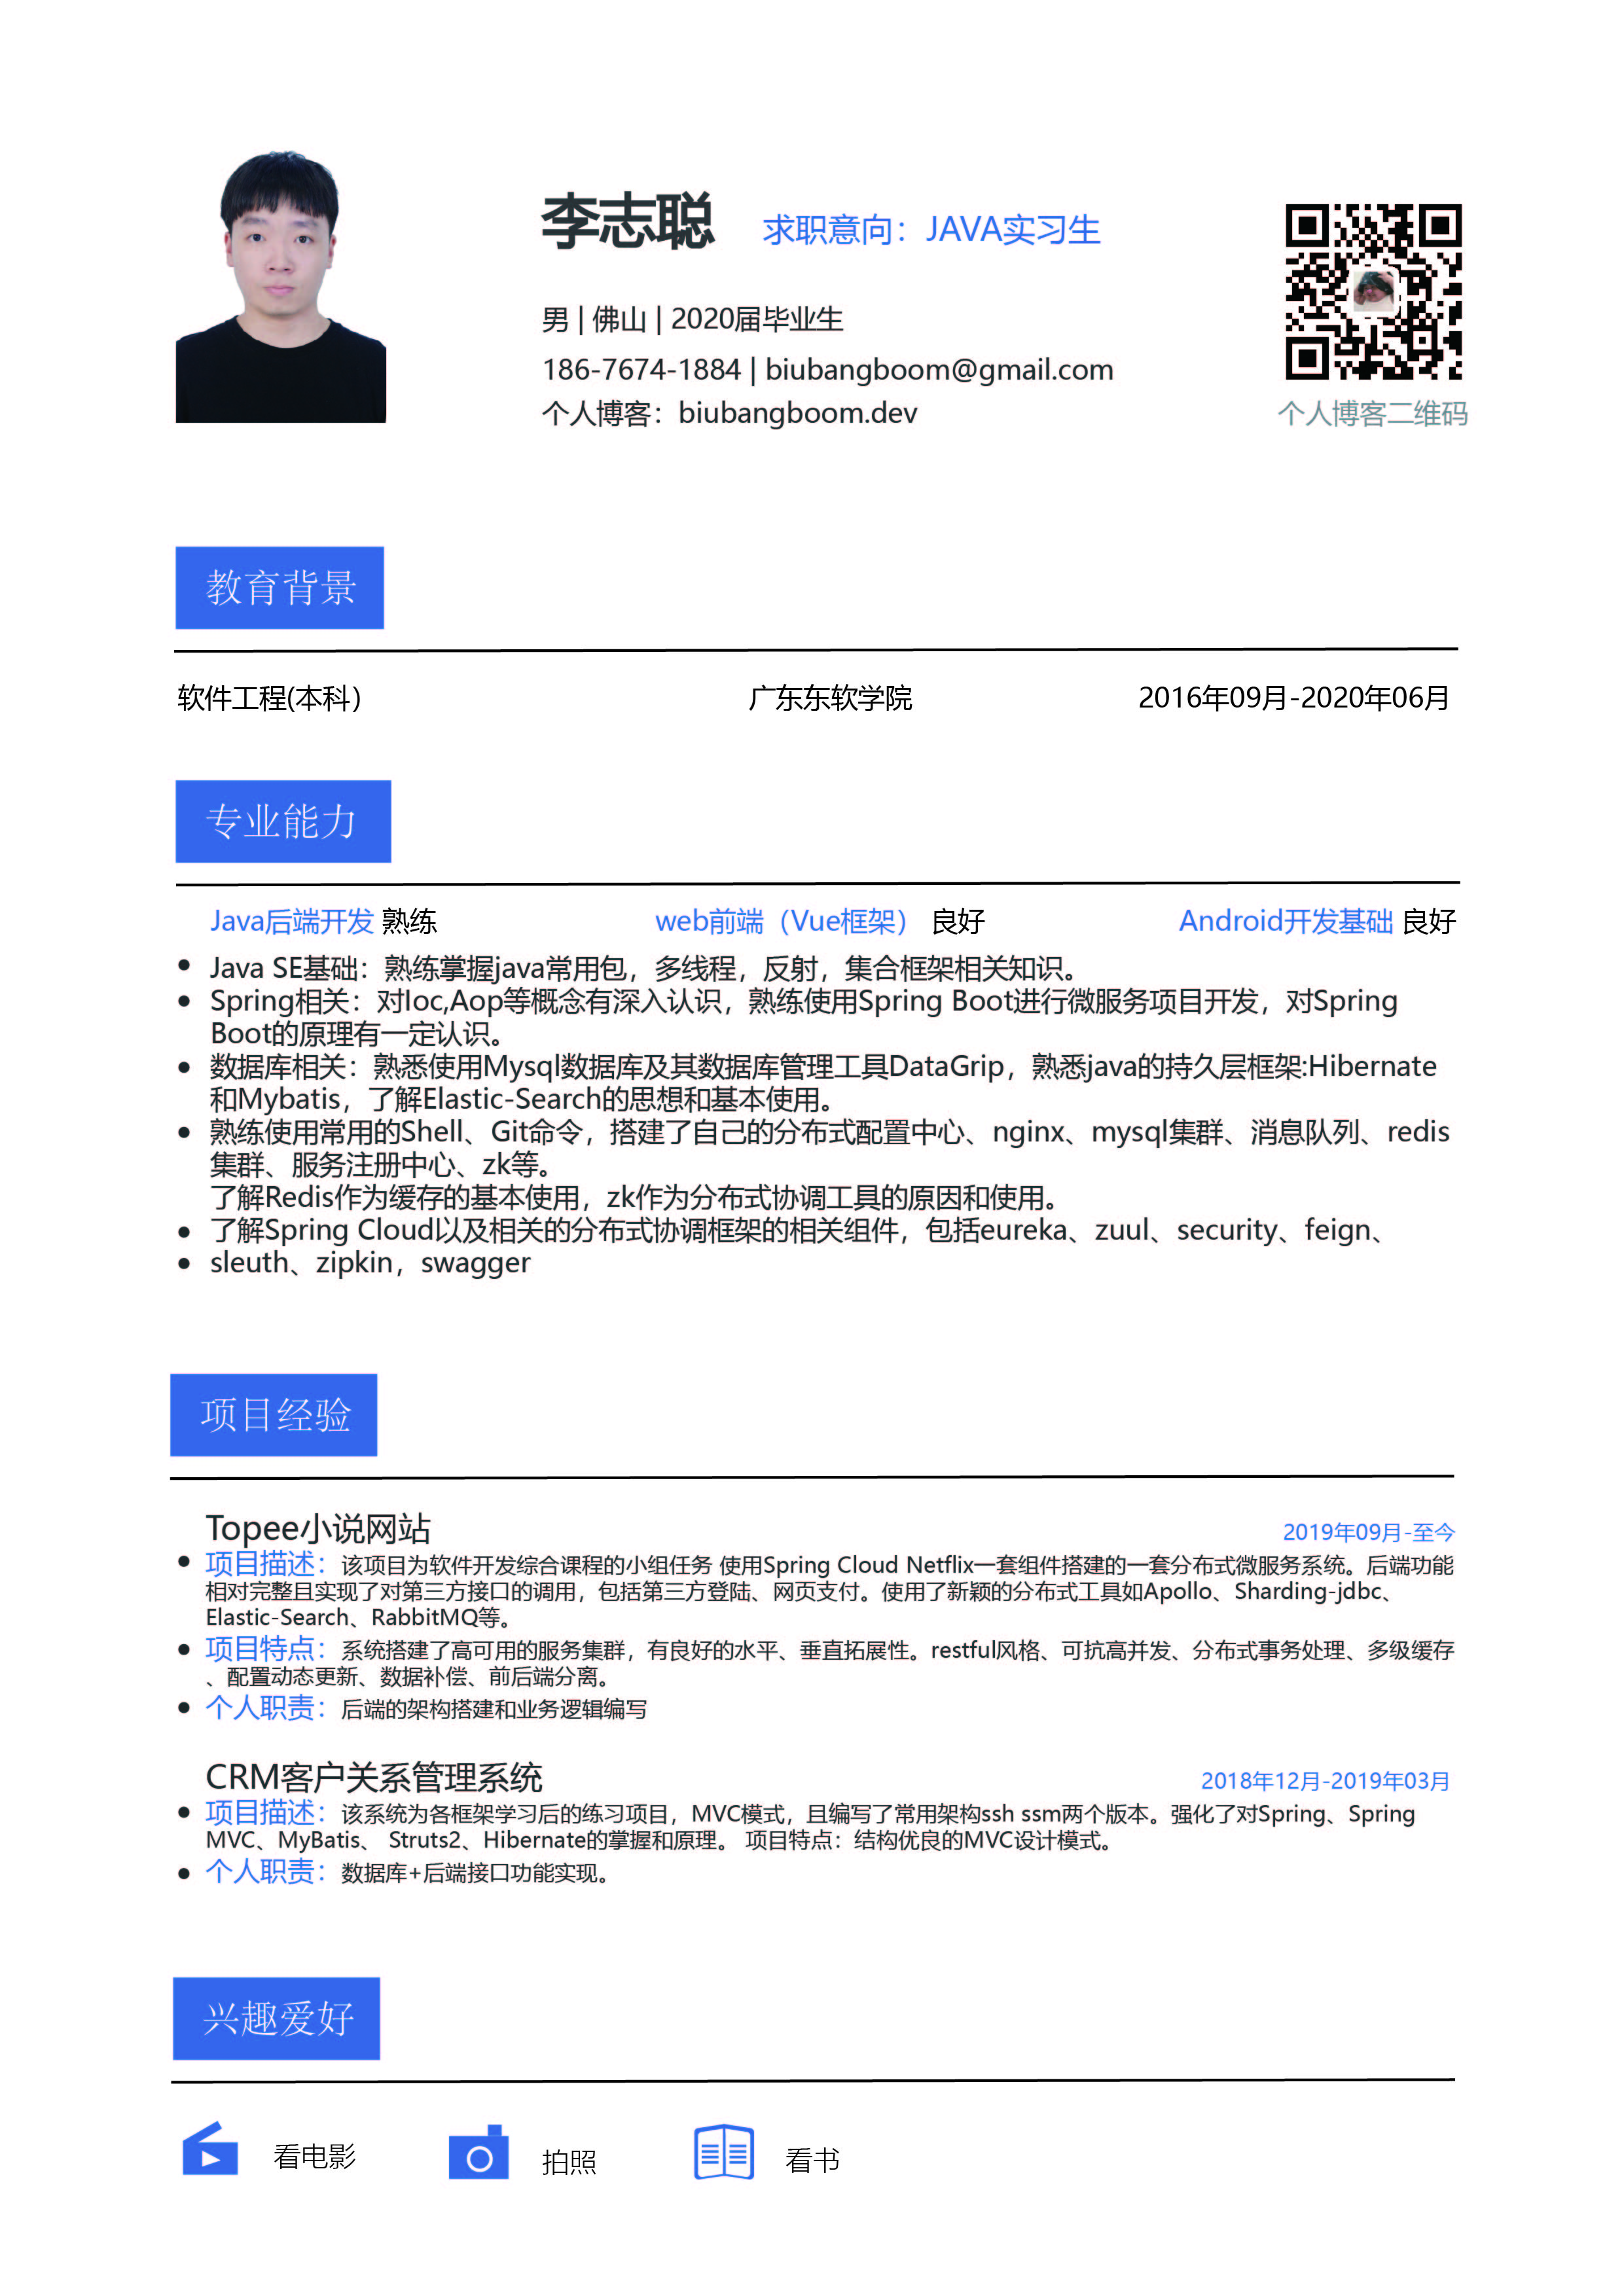 李志聪 求职意向：JAVA实习生
男 | 佛山 | 2020届毕业生
186-7674-1884 | biubangboom@gmail.com
个人博客：biubangboom.dev
个人博客二维码
教育背景
软件工程(本科) 广东东软学院 2016年09月-2020年06月
专业能力
Java后端开发 熟练 web前端（Vue框架） 良好 Android开发基础 良好
● Java SE基础：熟练掌握java常用包，多线程，反射，集合框架相关知识。
● Spring相关：对Ioc,Aop等概念有深入认识，熟练使用Spring Boot进行微服务项目开发，对Spring
Boot的原理有一定认识。
● 数据库相关：熟悉使用Mysql数据库及其数据库管理工具DataGrip，熟悉java的持久层框架:Hibernate
和Mybatis，了解Elastic-Search的思想和基本使用。
● 熟练使用常用的Shell、Git命令，搭建了自己的分布式配置中心、nginx、mysql集群、消息队列、redis
集群、服务注册中心、zk等。
了解Redis作为缓存的基本使用，zk作为分布式协调工具的原因和使用。
● 了解Spring Cloud以及相关的分布式协调框架的相关组件，包括eureka、zuul、security、feign、
● sleuth、zipkin，swagger
项目经验
Topee小说网站 2019年09月-至今
● 项目描述：该项目为软件开发综合课程的小组任务 使用Spring Cloud Netflix一套组件搭建的一套分布式微服务系统。后端功能
相对完整且实现了对第三方接口的调用，包括第三方登陆、网页支付。使用了新颖的分布式工具如Apollo、Sharding-jdbc、
Elastic-Search、RabbitMQ等。
● 项目特点：系统搭建了高可用的服务集群，有良好的水平、垂直拓展性。restful风格、可抗高并发、分布式事务处理、多级缓存
、配置动态更新、数据补偿、前后端分离。
● 个人职责：后端的架构搭建和业务逻辑编写
CRM客户关系管理系统 2018年12月-2019年03月
● 项目描述：该系统为各框架学习后的练习项目，MVC模式，且编写了常用架构ssh ssm两个版本。强化了对Spring、Spring
MVC、MyBatis、 Struts2、Hibernate的掌握和原理。 项目特点：结构优良的MVC设计模式。
● 个人职责：数据库+后端接口功能实现。
兴趣爱好
看电影 拍照 看书